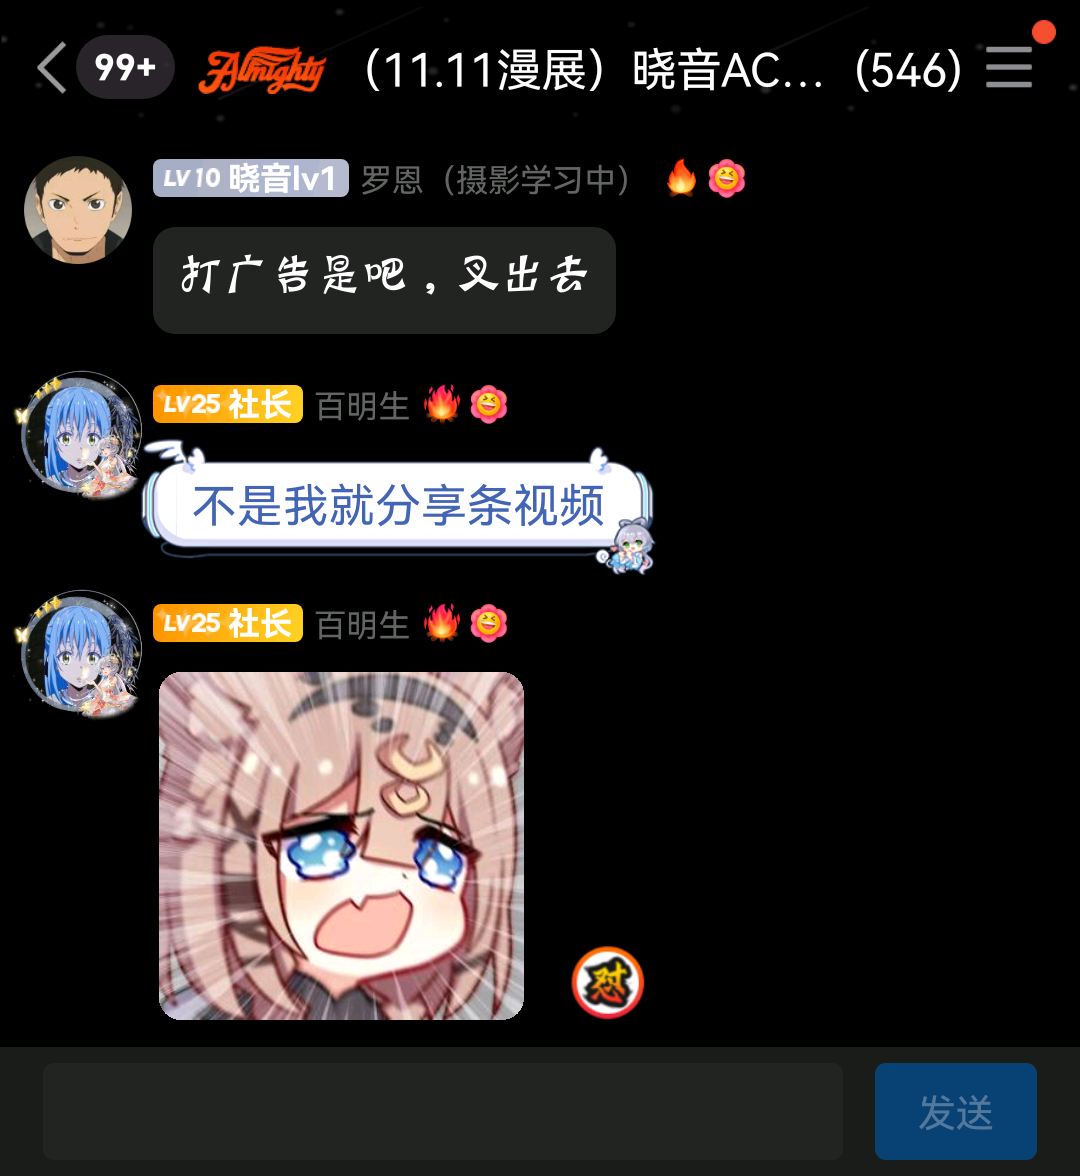 99+
Almighty
（11.11漫展）晓音AC...（546）
LV10 晓音lv1 罗恩（摄影学习中）
打广告是吧，叉出去
LV25 社长 百明生
不是我就分享条视频
LV25 社长 百明生
怼
发送